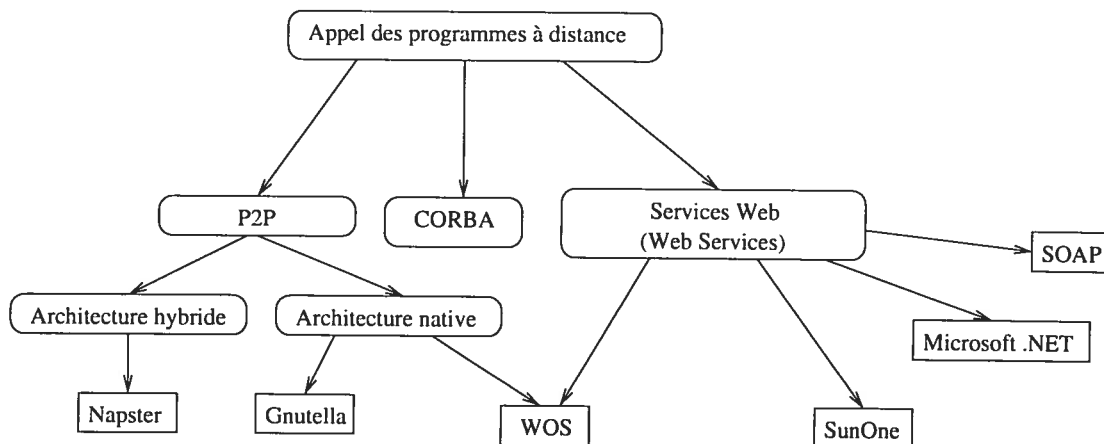 Appel des programmes à distance
P2P
CORBA
Services Web
(Web Services)
SOAP
Architecture hybride
Architecture native
Microsoft .NET
Napster
Gnutella
WOS
SunOne